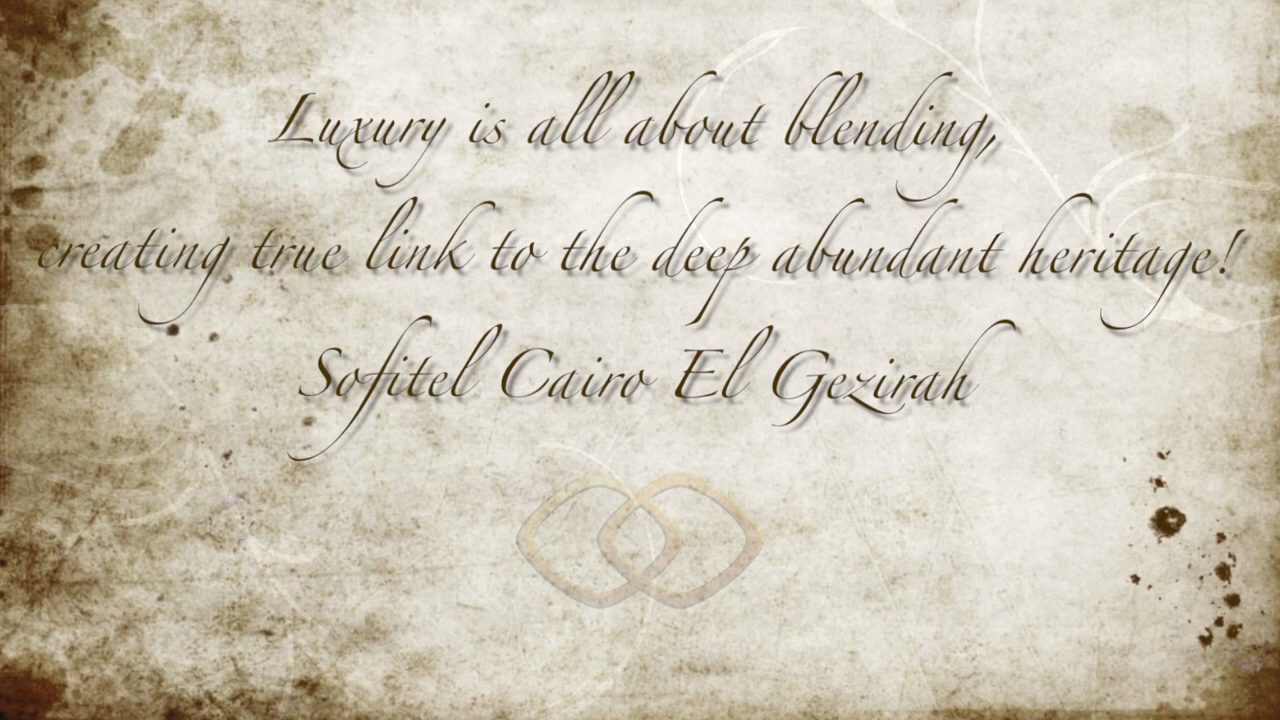 Luxury is all about blending,
creating true link to the deep abundant heritage!
Sofitel Cairo El Gezirah